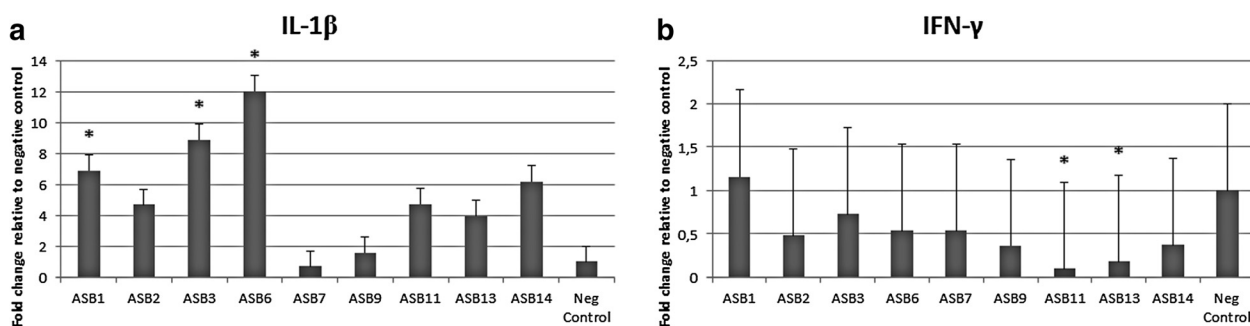 a
IL-1β
Fold change relative to negative control
14
12
10
8
6
4
2
0
*
*
*
ASB1 ASB2 ASB3 ASB6 ASB7 ASB9 ASB11 ASB13 ASB14 Neg
Control
b
IFN-γ
Fold change relative to negative control
2,5
2
1,5
1
0,5
0
*
*
ASB1 ASB2 ASB3 ASB6 ASB7 ASB9 ASB11 ASB13 ASB14 Neg
Control